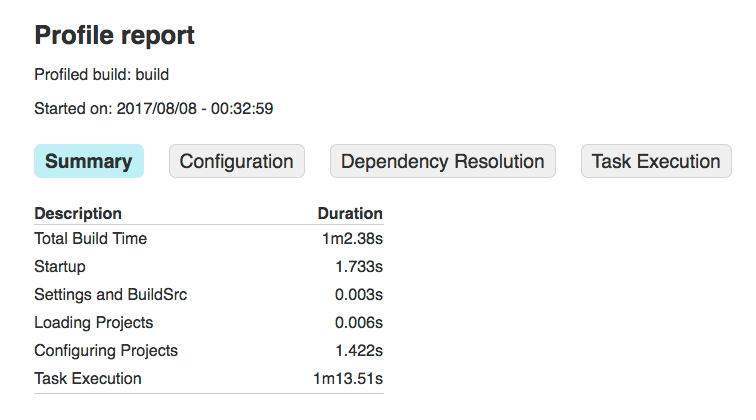 Profile report
Profiled build: build
Started on: 2017/08/08 - 00:32:59
Summary Configuration Dependency Resolution Task Execution
Description Duration
Total Build Time 1m2.38s
Startup 1.733s
Settings and BuildSrc 0.003s
Loading Projects 0.006s
Configuring Projects 1.422s
Task Execution 1m13.51s